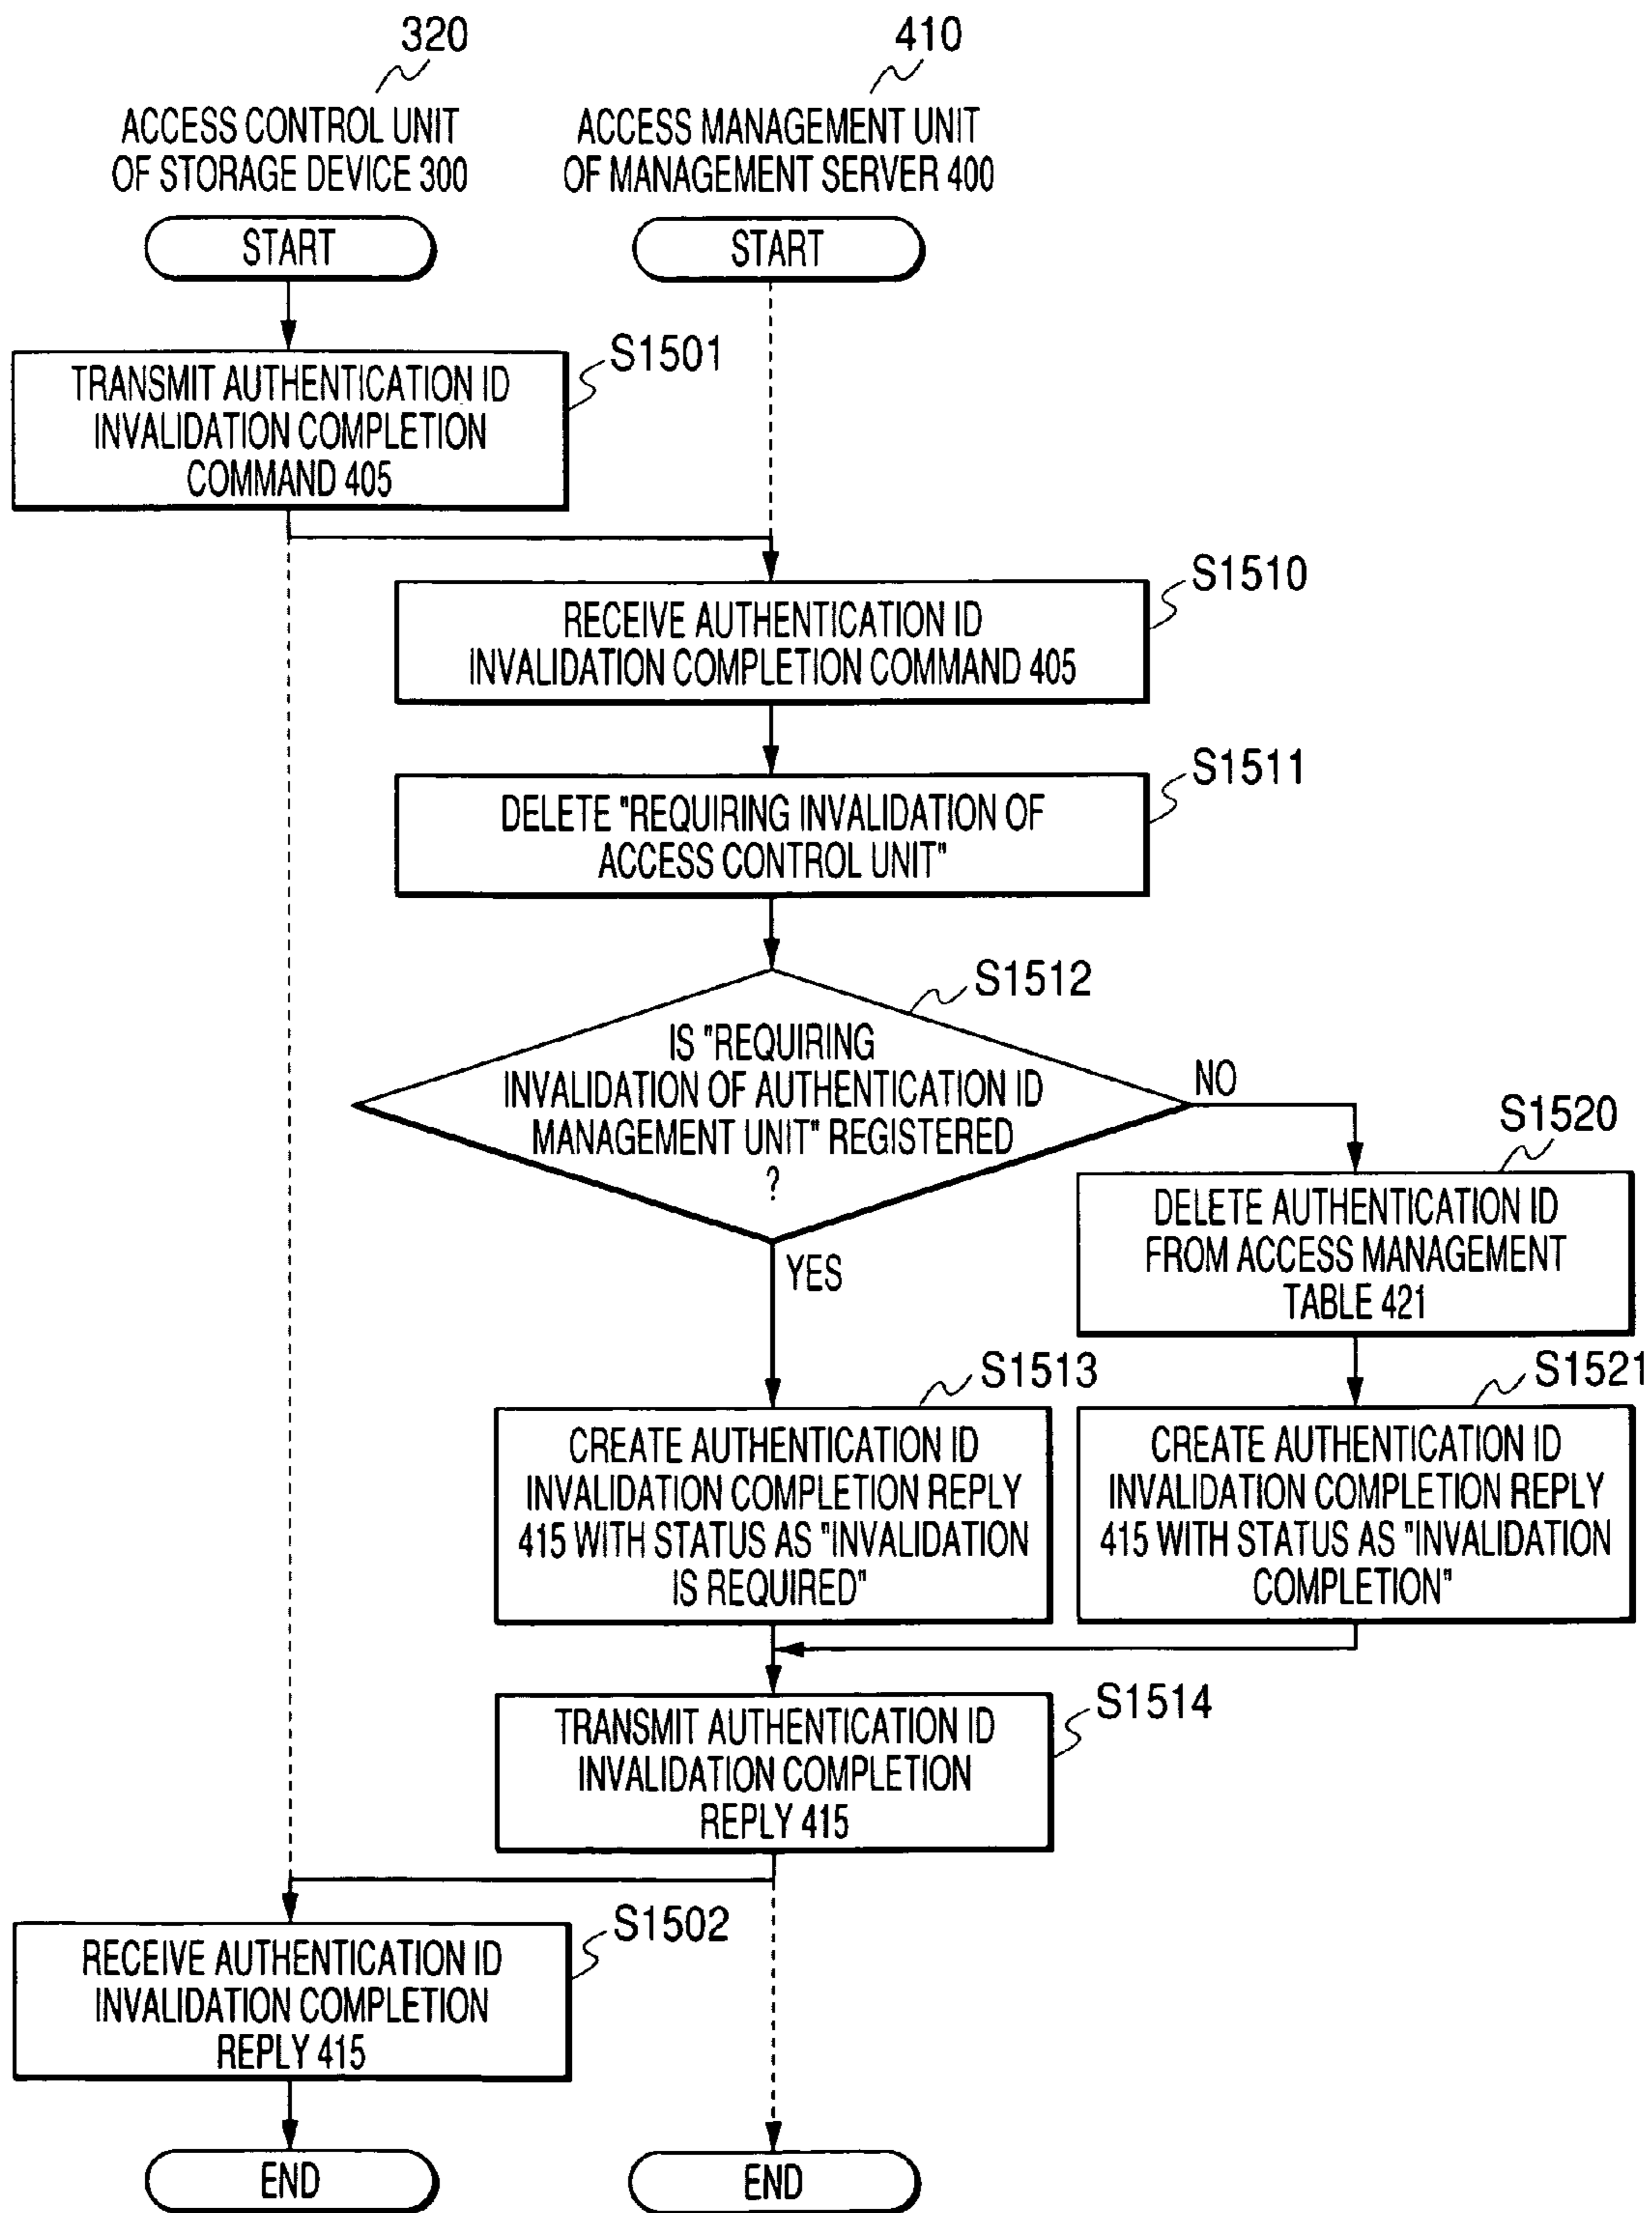 320
410
ACCESS CONTROL UNIT
OF STORAGE DEVICE 300
ACCESS MANAGEMENT UNIT
OF MANAGEMENT SERVER 400
START
START
S1501
TRANSMIT AUTHENTICATION ID
INVALIDATION COMPLETION
COMMAND 405
S1510
RECEIVE AUTHENTICATION ID
INVALIDATION COMPLETION COMMAND 405
S1511
DELETE "REQUIRING INVALIDATION OF
ACCESS CONTROL UNIT"
S1512
IS "REQUIRING
INVALIDATION OF AUTHENTICATION ID
MANAGEMENT UNIT" REGISTERED
?
NO
YES
S1520
DELETE AUTHENTICATION ID
FROM ACCESS MANAGEMENT
TABLE 421
S1513
CREATE AUTHENTICATION ID
INVALIDATION COMPLETION REPLY
415 WITH STATUS AS "INVALIDATION
IS REQUIRED"
S1521
CREATE AUTHENTICATION ID
INVALIDATION COMPLETION REPLY
415 WITH STATUS AS "INVALIDATION
COMPLETION"
S1514
TRANSMIT AUTHENTICATION ID
INVALIDATION COMPLETION
REPLY 415
S1502
RECEIVE AUTHENTICATION ID
INVALIDATION COMPLETION
REPLY 415
END
END